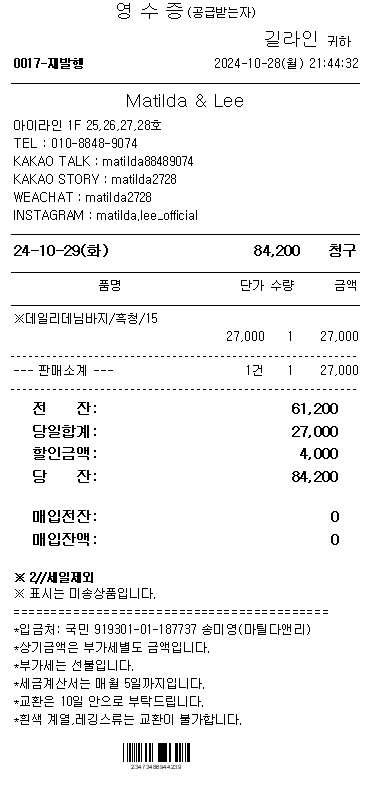 영 수 증 (공급받는자)
길라인 귀하
0017-재발행 2024-10-28(월) 21:44:32
Matilda & Lee
아이라인 1F 25,26,27,28호
TEL : 010-8848-9074
KAKAO TALK : matilda88489074
KAKAO STORY : matilda2728
WEACHAT : matilda2728
INSTAGRAM : matilda.lee_official
24-10-29(화) 84,200 청구
품명 단가 수량 금액
※데일리데님바지/흑청/15
27,000 1 27,000
--- 판매소계 --- 1건 1 27,000
전 잔: 61,200
당일합계: 27,000
할인금액: 4,000
당 잔: 84,200
매입전잔: 0
매입잔액: 0
※ 2//세일제외
※ 표시는 미송상품입니다.
==========================================
*입금처: 국민 919301-01-187737 송미영(마틸다앤리)
*상기금액은 부가세별도 금액입니다.
*부가세는 선불입니다.
*세금계산서는 매월 5일까지입니다.
*교환은 10일 안으로 부탁드립니다.
*흰색 계열,레깅스류는 교환이 불가합니다.
23473486944239